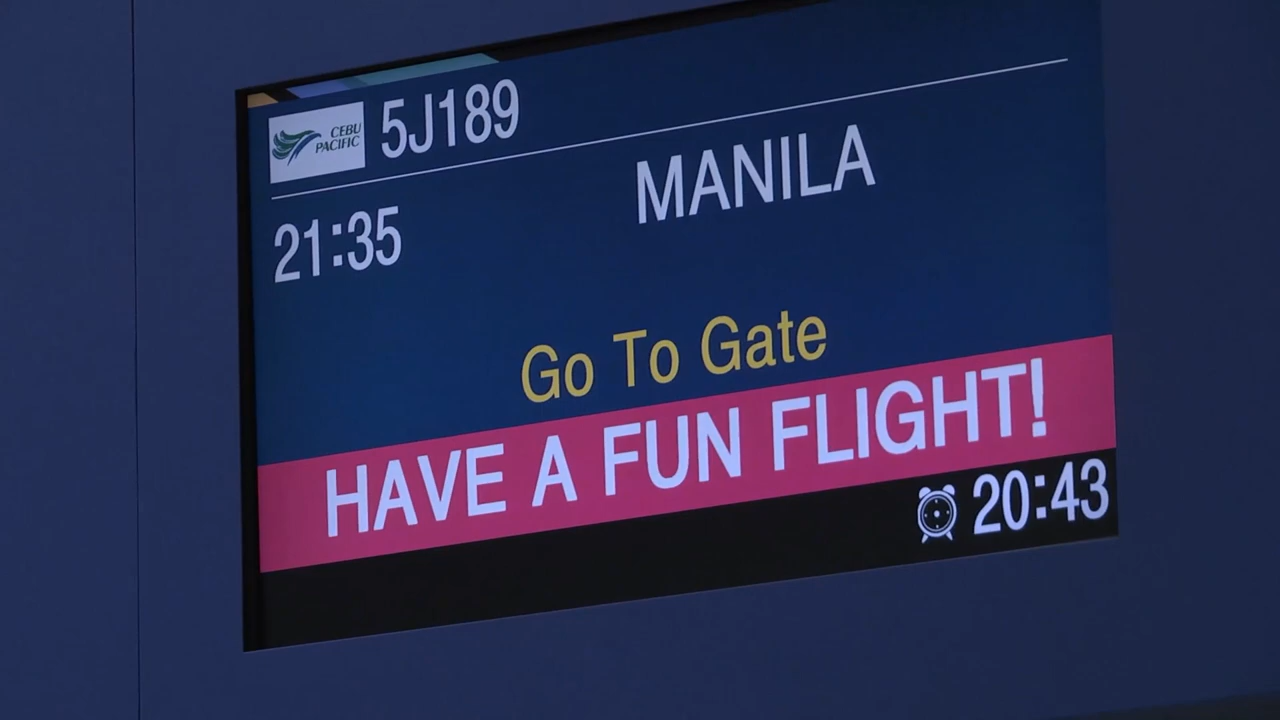 CEBU
PACIFIC
5J189
MANILA
21:35
Go To Gate
HAVE A FUN FLIGHT!
20:43